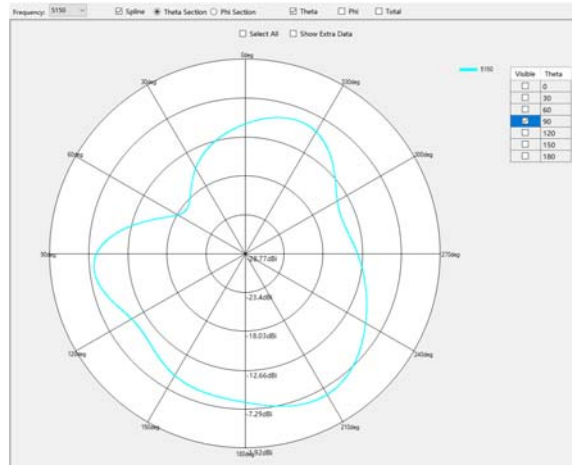 Frequency: 5150 Spline Theta Section Phi Section Theta Phi Total
Select All Show Extra Data
0deg
5150
Visible Theta
0
30
60
90
120
150
180
30deg
330deg
60deg
300deg
90deg
270deg
-28.77dBi
-23.4dBi
-18.03dBi
120deg
240deg
-12.66dBi
-7.29dBi
150deg
210deg
180deg
-1.92dBi